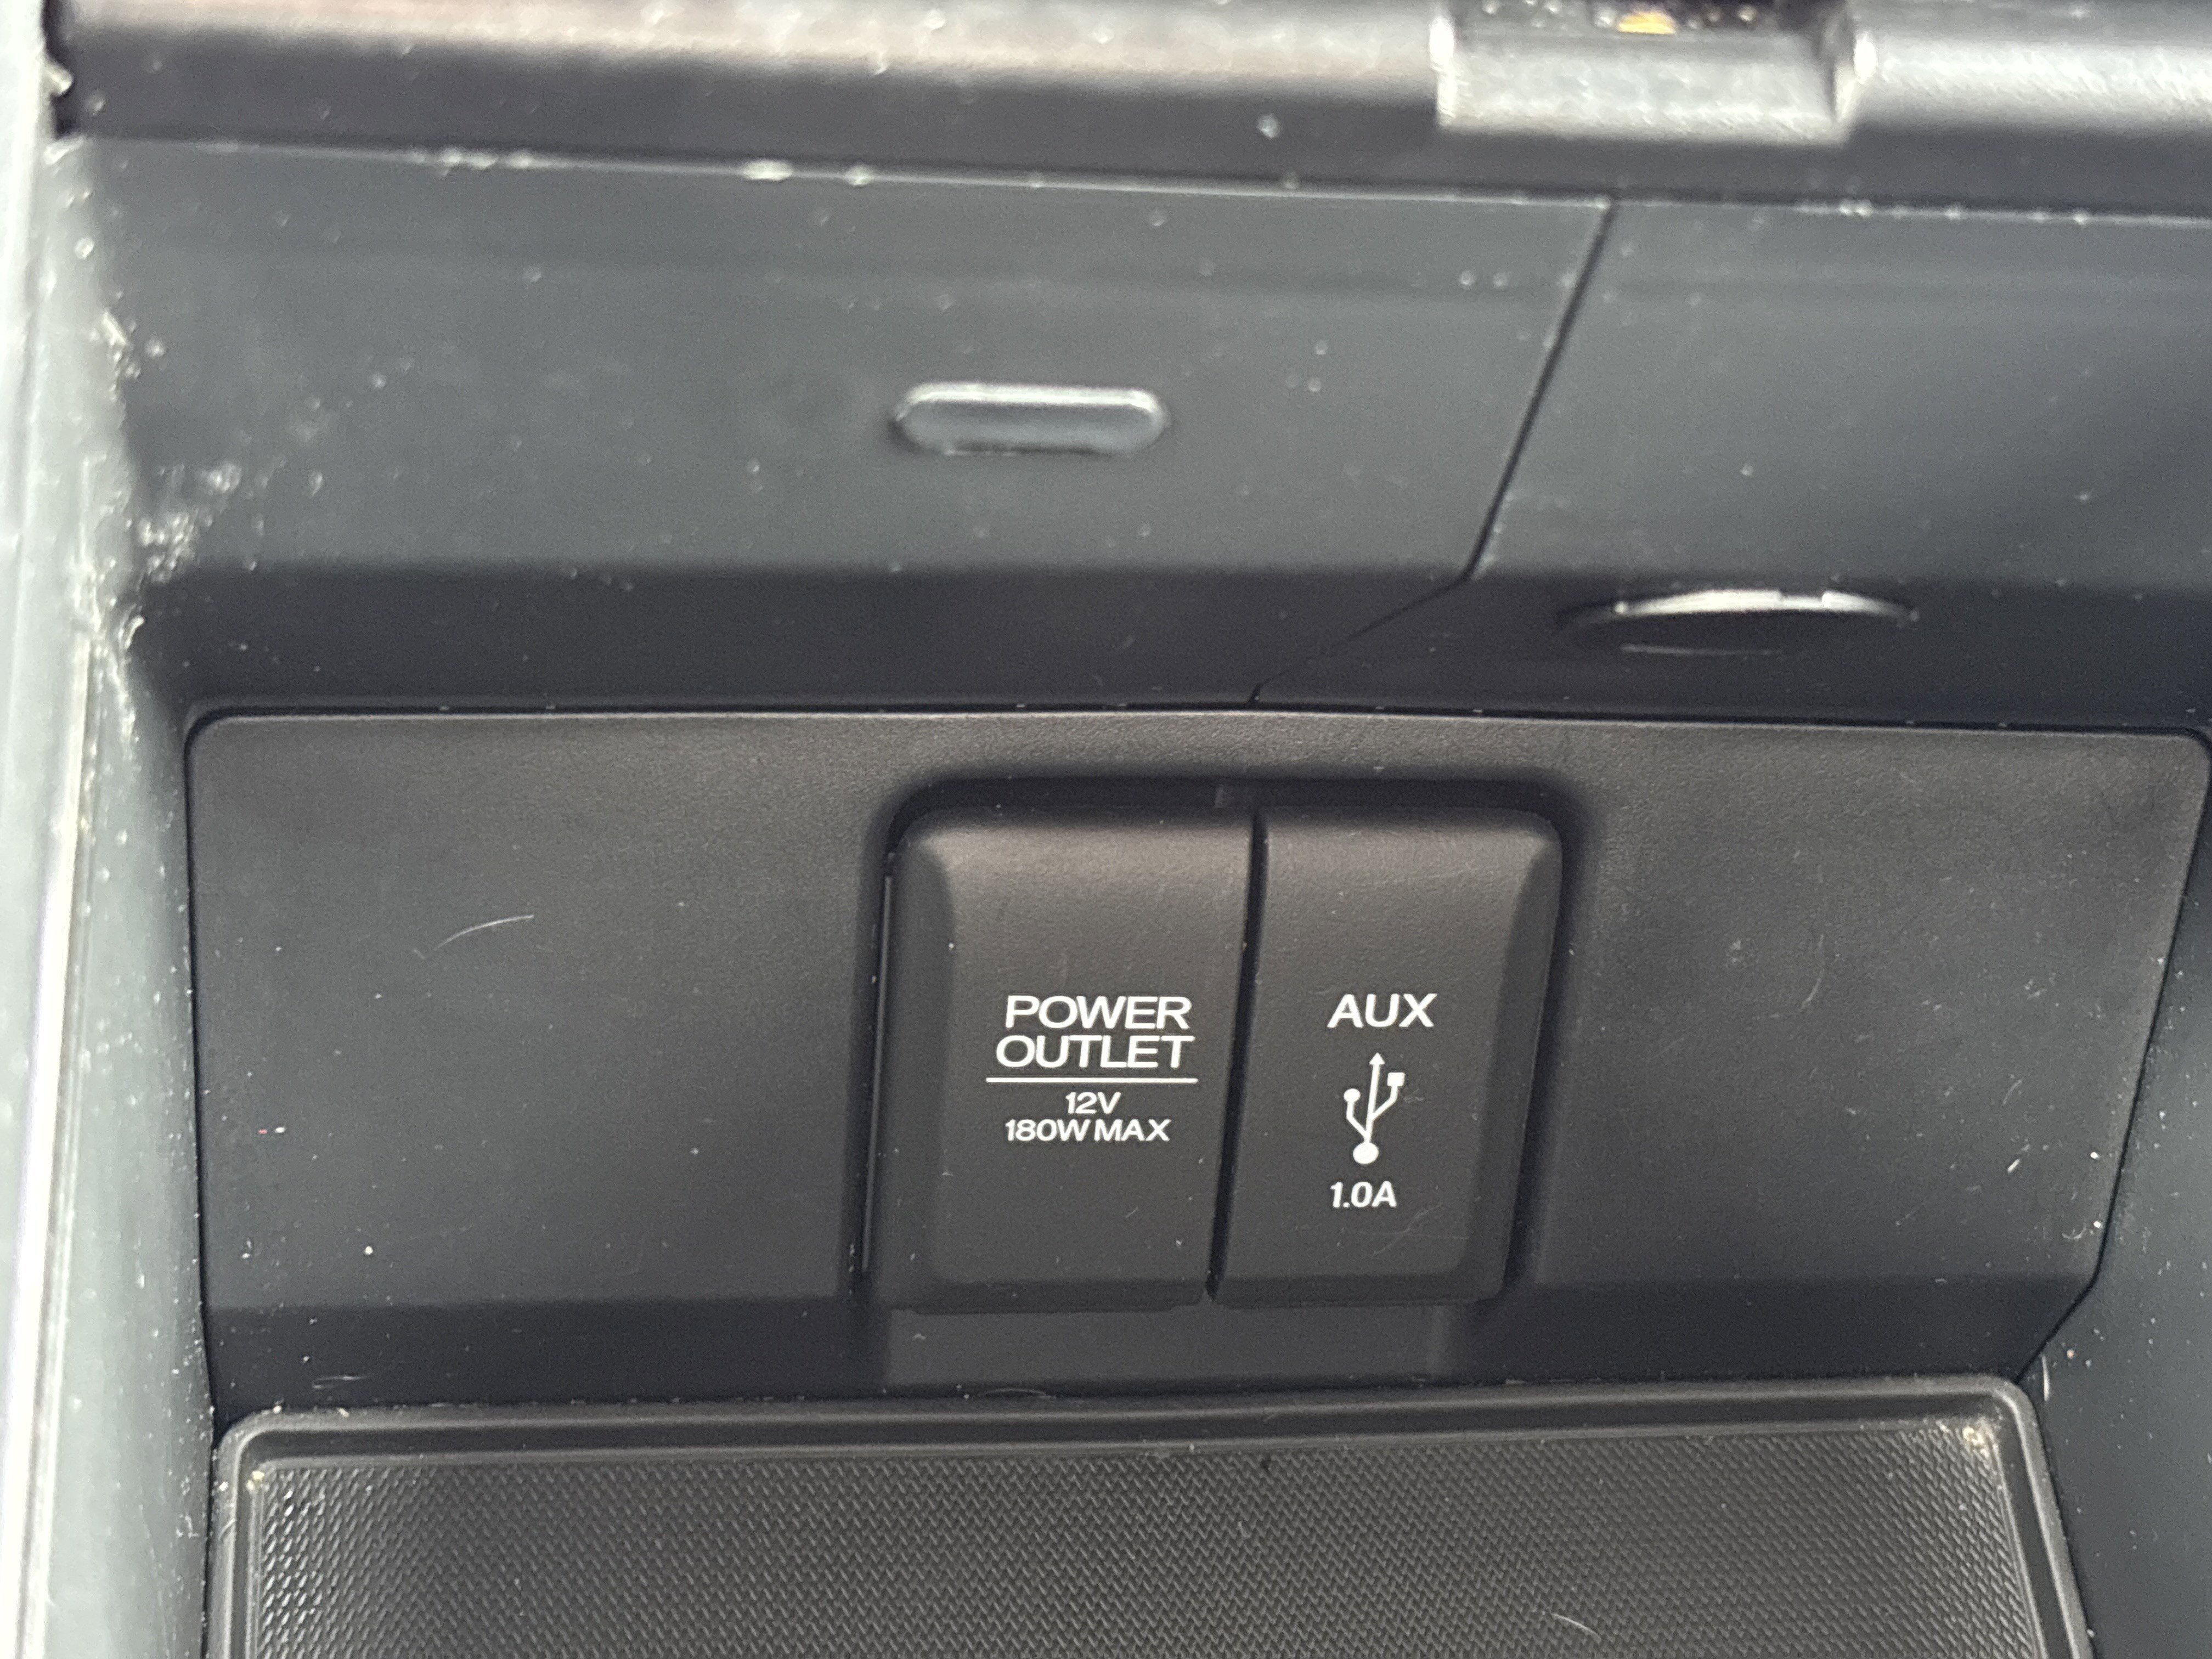 POWER
OUTLET
12V
180W MAX
AUX
1.0A